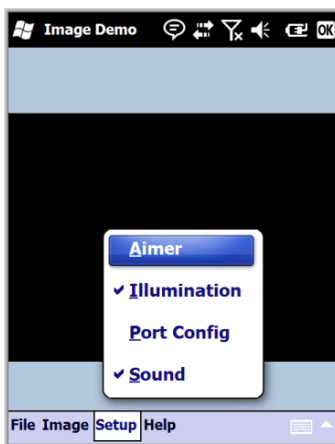 Image Demo OK
Aimer
Illumination
Port Config
Sound
File Image Setup Help